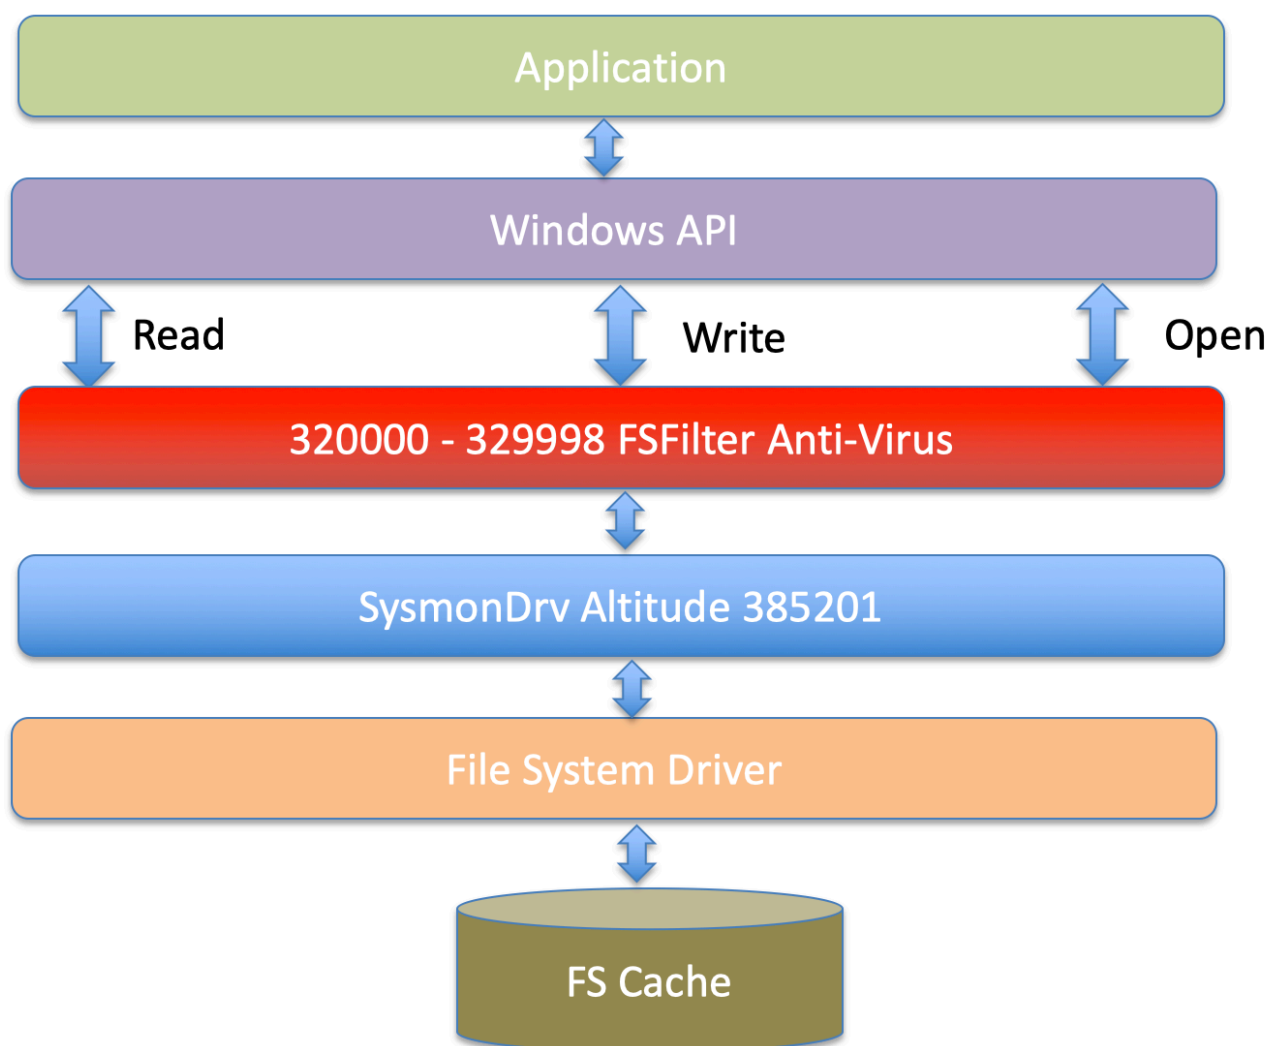 Application
Windows API
Read
Write
Open
320000 - 329998 FSFilter Anti-Virus
SysmonDrv Altitude 385201
File System Driver
FS Cache